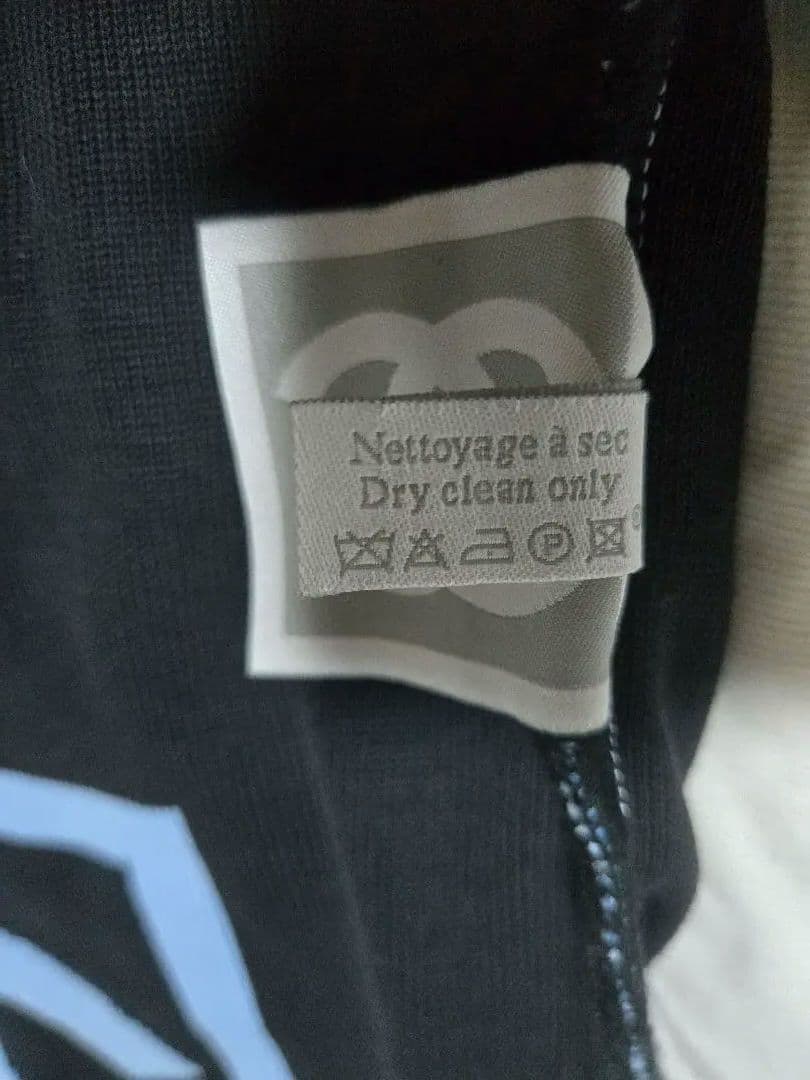 Nettoyage à sec
Dry clean only
P